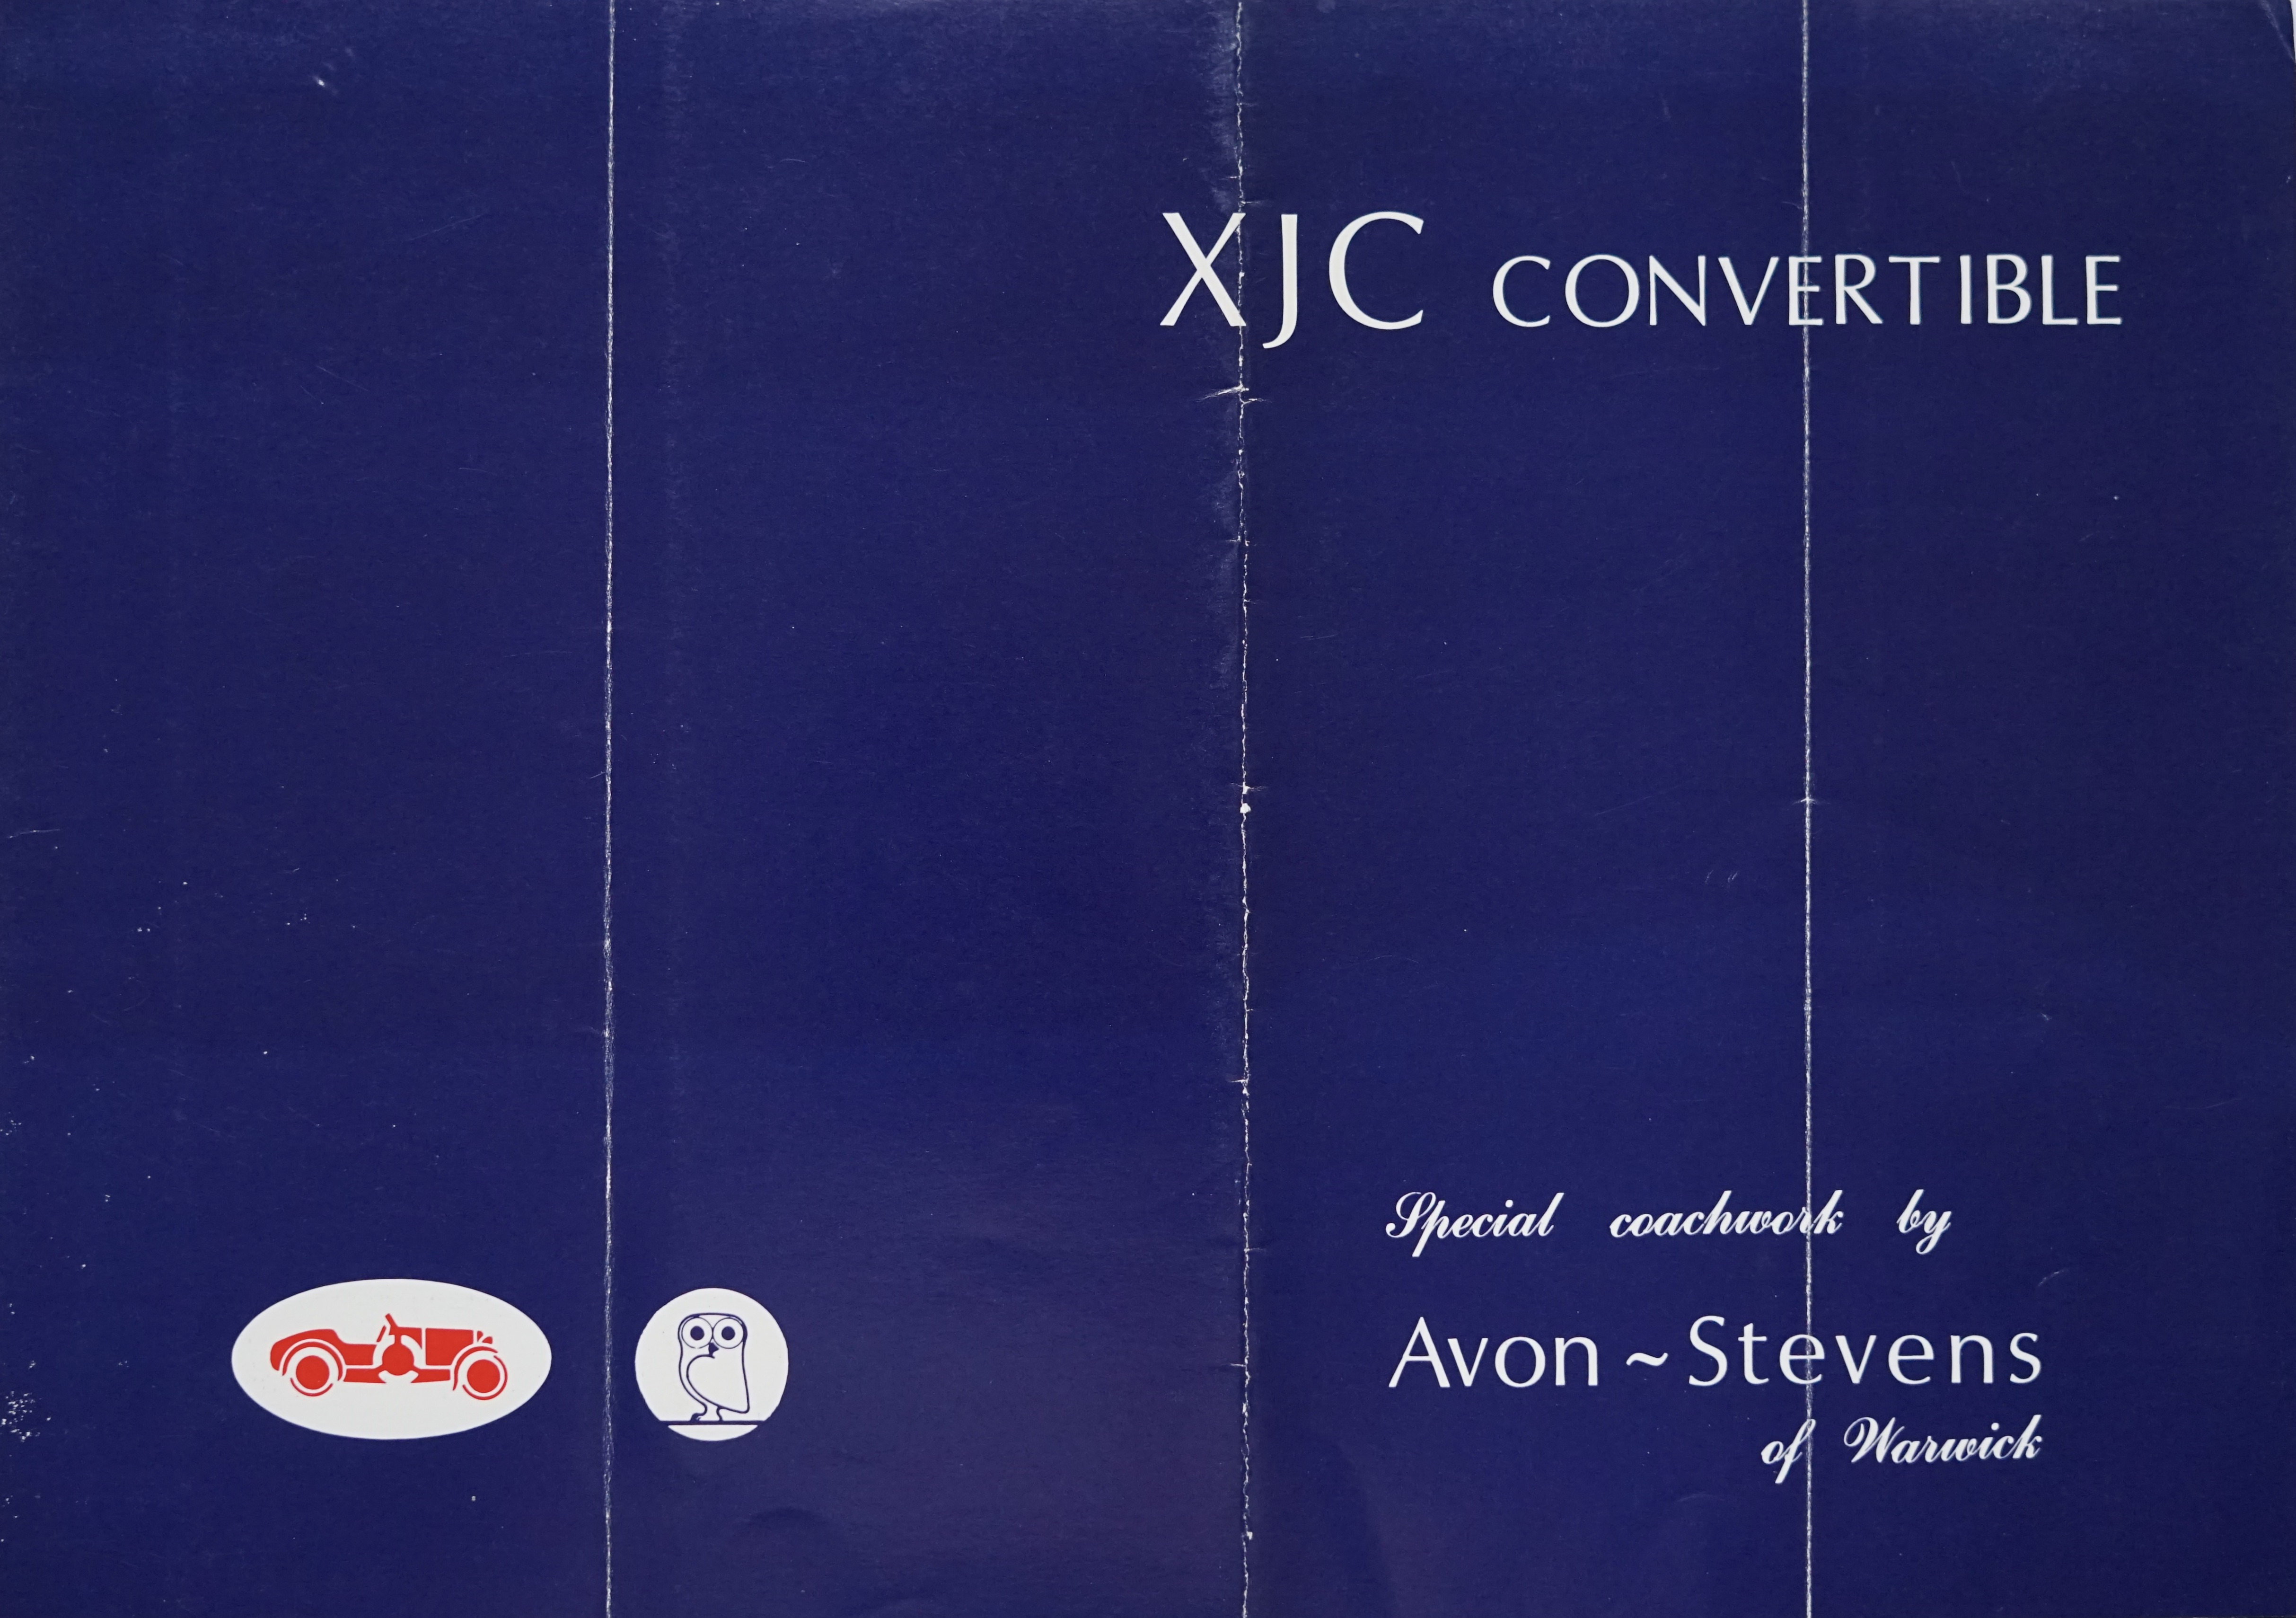 XJC CONVERTIBLE
Special coachwork by
Avon ~ Stevens
of Warwick